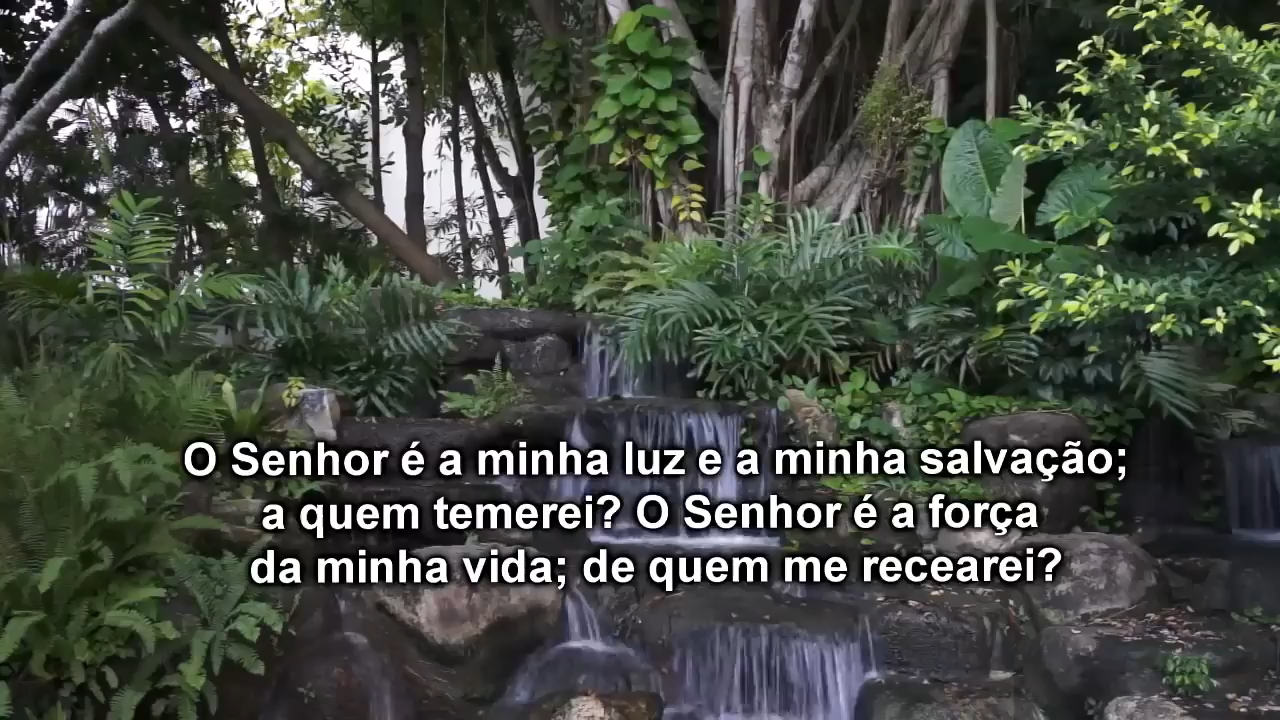 O Senhor é a minha luz e a minha salvação;
a quem temerei? O Senhor é a força
da minha vida; de quem me recearei?